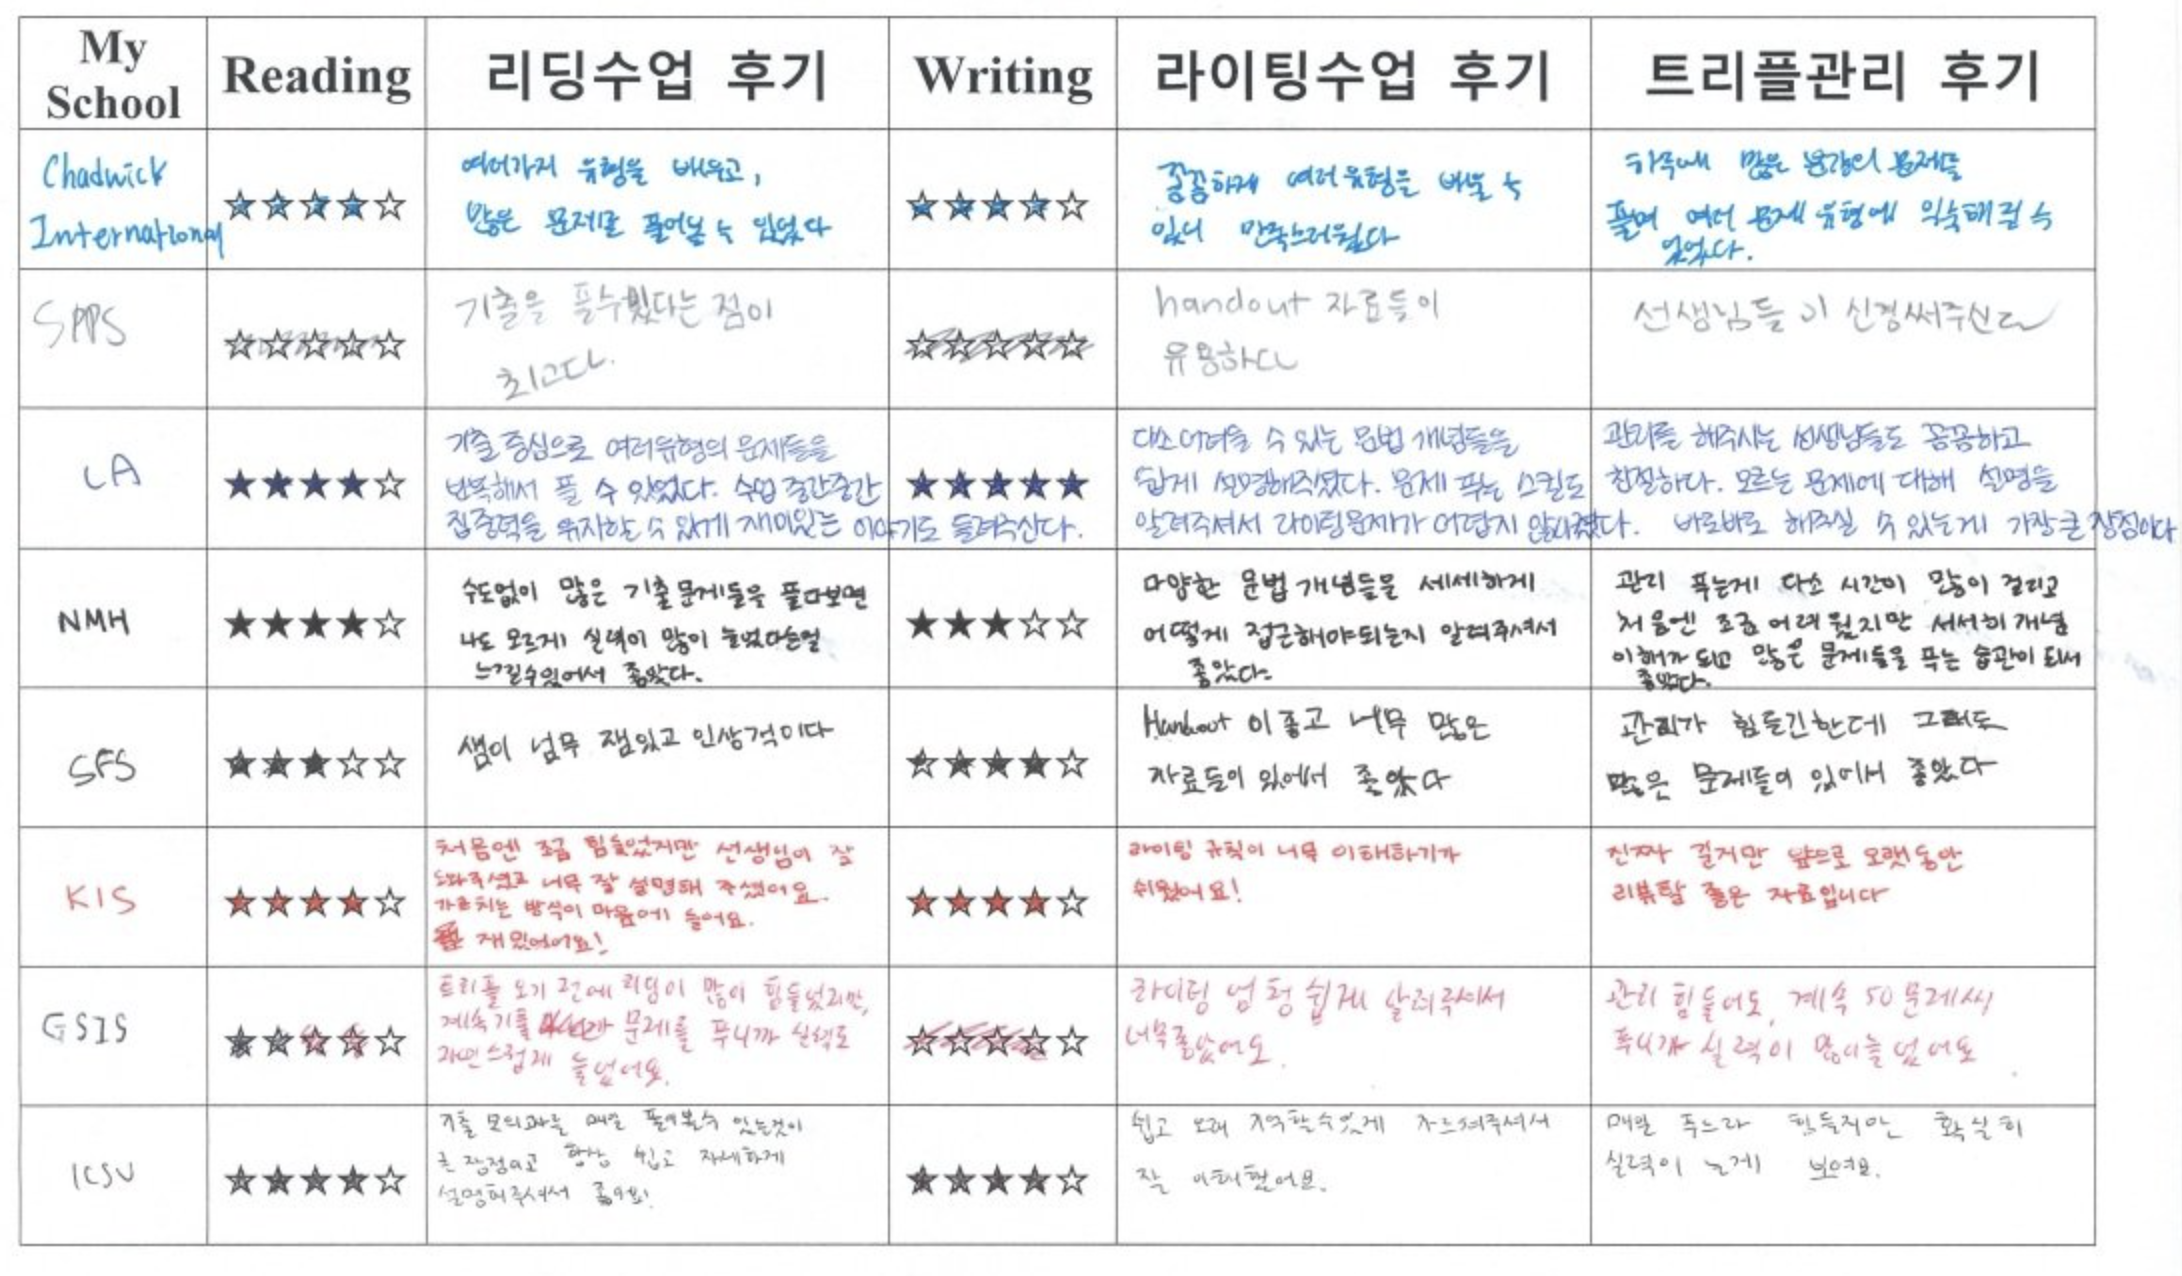 My School
Reading
리딩수업 후기
Writing
라이팅수업 후기
트리플관리 후기
Chadwick
International
★★★★☆
여러가지 유형을 배우고,
많은 문제를 풀어볼 수 있었다
★★★★☆
꼼꼼하게 여러유형을 배울 수
있어 만족스러웠다
하루에 많은 분량의 문제를
풀며 여러 문제 유형에 익숙해질 수
있었다.
SPPS
기출을 풀수있다는 점이
최고다.
handout 자료들이
유용하다
선생님들이 신경써주신다
LA
★★★★☆
기출 중심으로 여러유형의 문제들을
반복해서 풀 수 있었다. 수업 중간중간
집중력을 유지할 수 있게 재미있는 이야기도 들려주신다.
★★★★★
다소 어려울 수 있는 문법 개념들을
쉽게 설명해주셨다. 문제 푸는 스킬도
알려주셔서 라이팅문제가 어렵지 않아졌다.
관리를 해주시는 선생님들도 꼼꼼하고
친절하다. 모르는 문제에 대해 설명을
바로바로 해주실 수 있는게 가장 큰 장점이다
NMH
★★★★☆
수도없이 많은 기출문제들을 풀다보면
나도 모르게 실력이 많이 늘었다는걸
느낄수있어서 좋았다.
★★★☆☆
다양한 문법 개념들을 세세하게
어떻게 접근해야되는지 알려주셔서
좋았다.
관리 푸는게 다소 시간이 많이 걸리고
처음엔 조금 어려웠지만 서서히 개념
이해가 되고 많은 문제들을 푸는 습관이 되서
좋았다.
SFS
★★★☆☆
샘이 넘무 잼있고 인상적이다
Handout 이 좋고 너무 많은
자료들이 있어서 좋았다
관리가 힘들긴한데 그래도
많은 문제들이 있어서 좋았다
KIS
★★★★☆
처음엔 조금 힘들었지만 선생님이 잘
도와주셨고 너무 잘 설명해 주셨어요.
가르치는 방식이 마음에 들어요.
재밌었어요!
★★★★☆
라이팅 규칙이 너무 이해하기가
쉬웠어요!
진짜 길지만 앞으로 오랫동안
리뷰할 좋은 자료입니다
GSIS
트리플 오기 전에 리딩이 많이 힘들었지만,
계속 기출 문제를 푸니까 실력도
자연스럽게 늘었어요.
라이팅 엄청 쉽게 알려주셔서
너무좋았어요.
관리 힘들어도, 계속 50문제씩
푸니까 실력이 많이늘었어요
ICSU
★★★★☆
기출 모의고사를 매일 풀어볼수 있는것이
큰 장점이고 항상 쉽고 자세하게
설명해주셔서 좋아요!
★★★★☆
쉽고 오래 기억할수있게 가르쳐주셔서
잘 이해했어요.
매일 푸느라 힘들지만 확실히
실력이 느게 보여요.